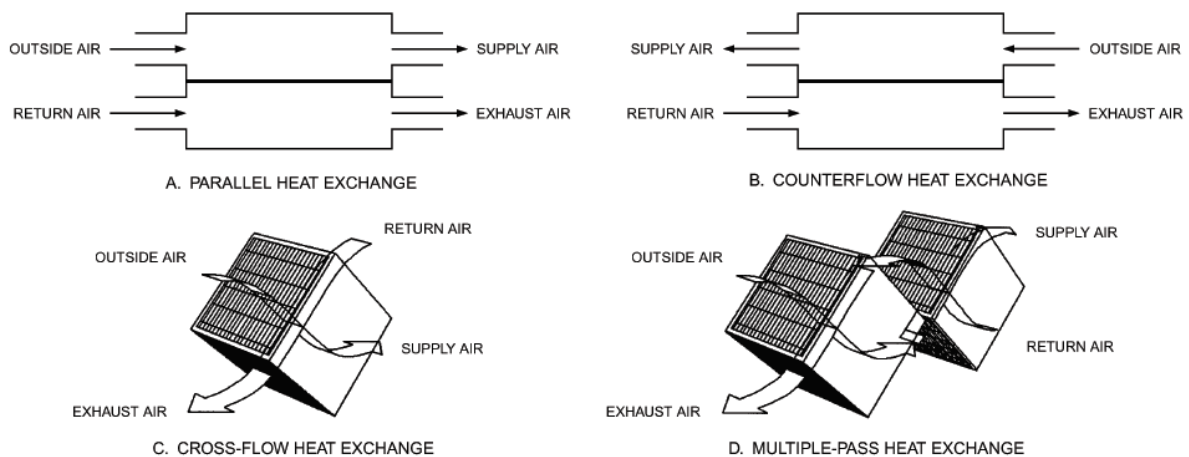 OUTSIDE AIR
SUPPLY AIR
RETURN AIR
EXHAUST AIR
A. PARALLEL HEAT EXCHANGE
SUPPLY AIR
OUTSIDE AIR
RETURN AIR
EXHAUST AIR
B. COUNTERFLOW HEAT EXCHANGE
RETURN AIR
OUTSIDE AIR
SUPPLY AIR
EXHAUST AIR
C. CROSS-FLOW HEAT EXCHANGE
SUPPLY AIR
OUTSIDE AIR
RETURN AIR
EXHAUST AIR
D. MULTIPLE-PASS HEAT EXCHANGE